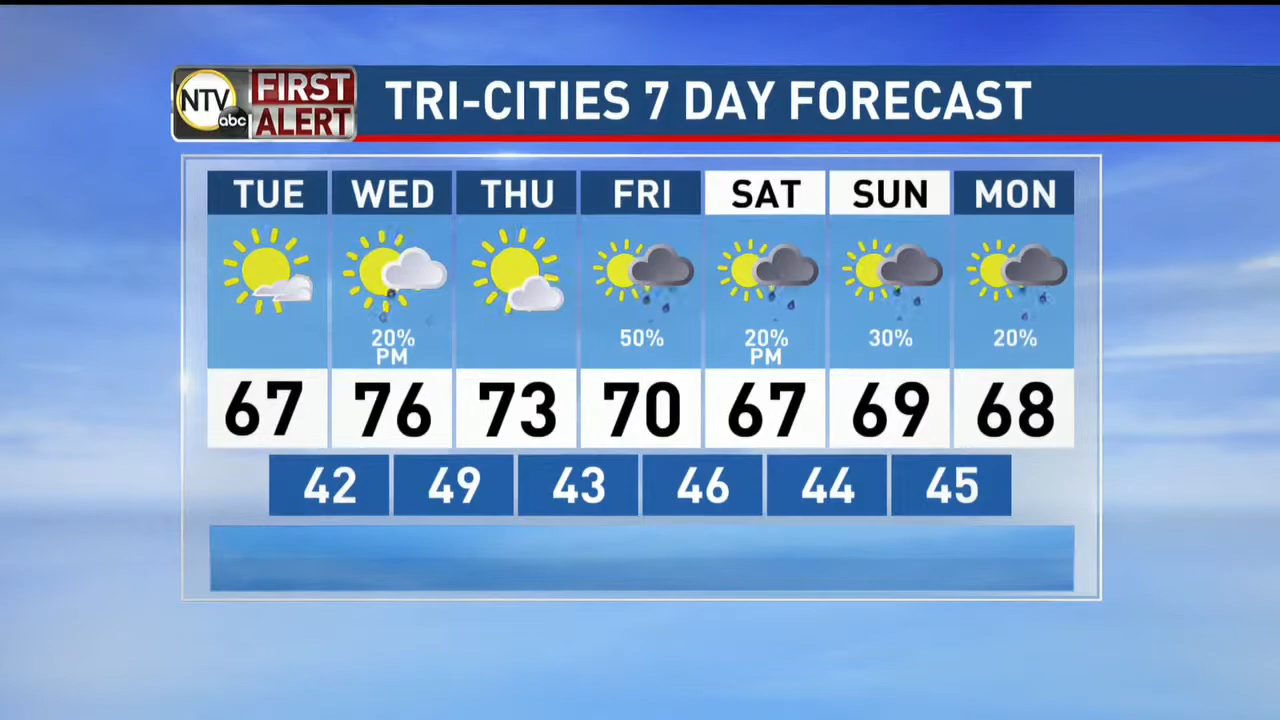 NTV
abc
FIRST
ALERT
TRI-CITIES 7 DAY FORECAST
TUE WED THU FRI SAT SUN MON
20% PM 50% 20% PM 30% 20%
67 76 73 70 67 69 68
42 49 43 46 44 45